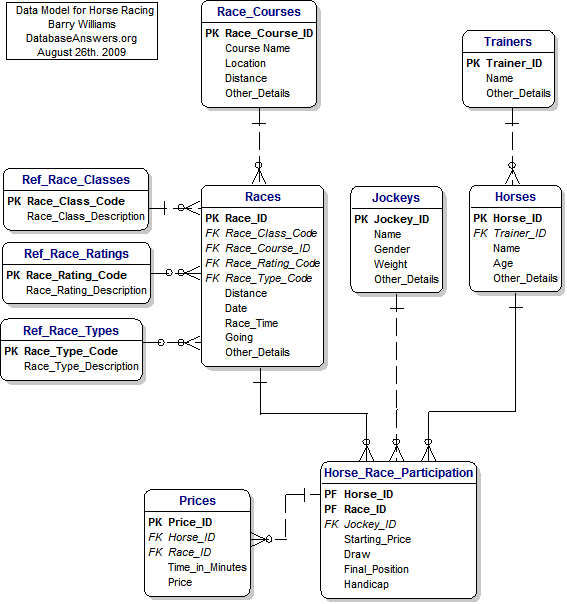 Data Model for Horse Racing
Barry Williams
DatabaseAnswers.org
August 26th. 2009
Race_Courses
PK Race_Course_ID
Course Name
Location
Distance
Other_Details
Trainers
PK Trainer_ID
Name
Other_Details
Ref_Race_Classes
PK Race_Class_Code
Race_Class_Description
Ref_Race_Ratings
PK Race_Rating_Code
Race_Rating_Description
Ref_Race_Types
PK Race_Type_Code
Race_Type_Description
Races
PK Race_ID
FK Race_Class_Code
FK Race_Course_ID
FK Race_Rating_Code
FK Race_Type_Code
Distance
Date
Race_Time
Going
Other_Details
Jockeys
PK Jockey_ID
Name
Gender
Weight
Other_Details
Horses
PK Horse_ID
FK Trainer_ID
Name
Age
Other_Details
Prices
PK Price_ID
FK Horse_ID
FK Race_ID
Time_in_Minutes
Price
Horse_Race_Participation
PF Horse_ID
PF Race_ID
FK Jockey_ID
Starting_Price
Draw
Final_Position
Handicap